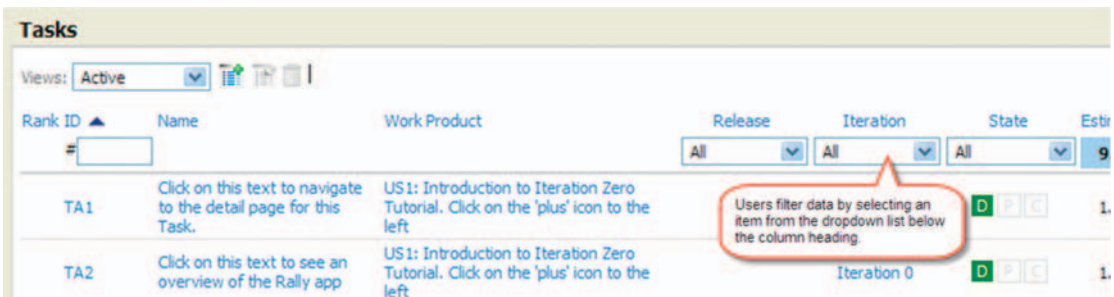 Tasks
Views: Active
Rank ID Name Work Product Release Iteration State
# All All All 9
Click on this text to navigate US1: Introduction to Iteration Zero
TA1 to the detail page for this Tutorial. Click on the 'plus' icon to the D P C 1.
Task. left
Users filter data by selecting an
item from the dropdown list below
the column heading.
Click on this text to see an US1: Introduction to Iteration Zero
TA2 overview of the Rally app Tutorial. Click on the 'plus' icon to the Iteration 0 D P C 1.
left